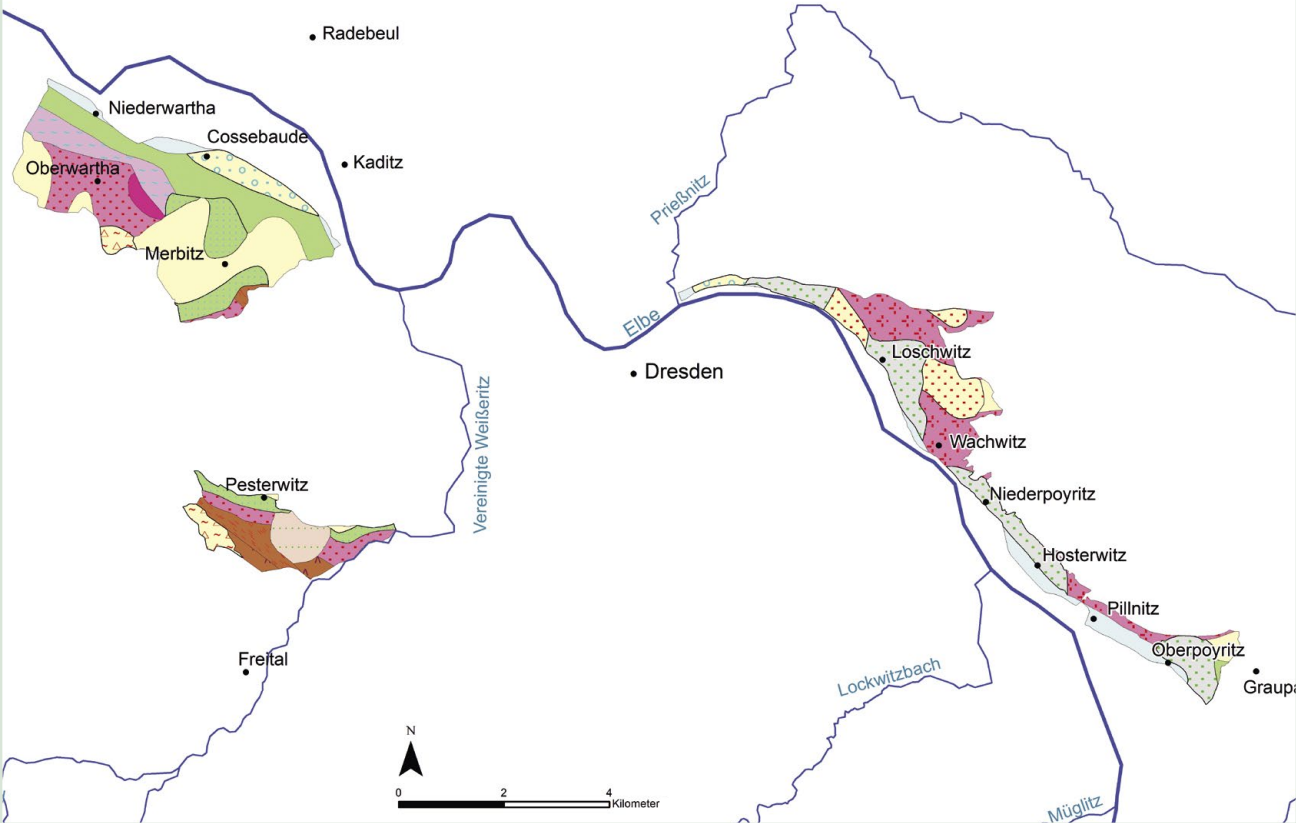 Radebeul
Niederwartha
Cossebaude
Kaditz
Oberwartha
Prießnitz
Merbitz
Elbe
Loschwitz
Dresden
Vereinigte Weißeritz
Wachwitz
Pesterwitz
Niederpoyritz
Hosterwitz
Pillnitz
Oberpoyritz
Freital
Lockwitzbach
Graupa
N
0 2 4
Kilometer
Müglitz